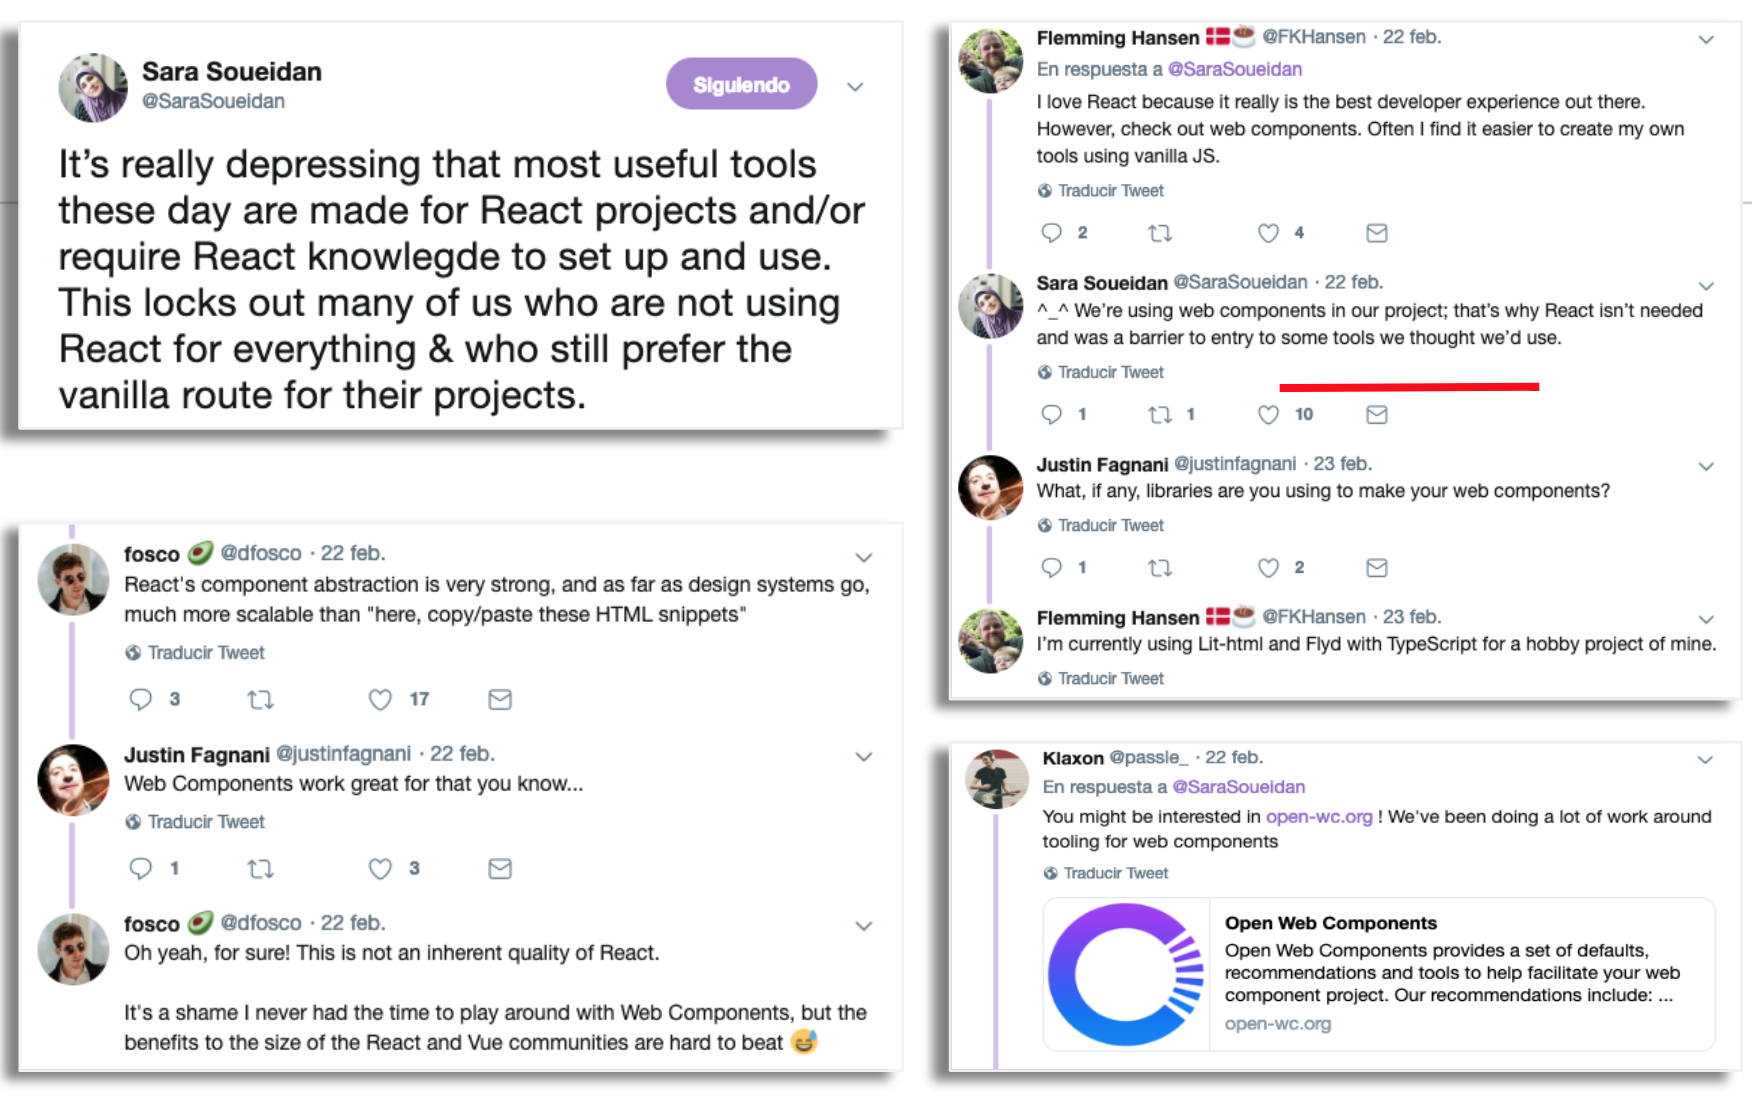 Sara Soueidan
@SaraSoueidan
Siguiendo
It’s really depressing that most useful tools
these day are made for React projects and/or
require React knowlegde to set up and use.
This locks out many of us who are not using
React for everything & who still prefer the
vanilla route for their projects.
fosco 🥑 @dfosco · 22 feb.
React's component abstraction is very strong, and as far as design systems go,
much more scalable than "here, copy/paste these HTML snippets"
Traducir Tweet
3 17
Justin Fagnani @justinfagnani · 22 feb.
Web Components work great for that you know...
Traducir Tweet
1 3
fosco 🥑 @dfosco · 22 feb.
Oh yeah, for sure! This is not an inherent quality of React.
It's a shame I never had the time to play around with Web Components, but the
benefits to the size of the React and Vue communities are hard to beat 😅
Flemming Hansen 🇩🇰☕ @FKHansen · 22 feb.
En respuesta a @SaraSoueidan
I love React because it really is the best developer experience out there.
However, check out web components. Often I find it easier to create my own
tools using vanilla JS.
Traducir Tweet
2 4
Sara Soueidan @SaraSoueidan · 22 feb.
^_^ We’re using web components in our project; that’s why React isn’t needed
and was a barrier to entry to some tools we thought we’d use.
Traducir Tweet
1 1 10
Justin Fagnani @justinfagnani · 23 feb.
What, if any, libraries are you using to make your web components?
Traducir Tweet
1 2
Flemming Hansen 🇩🇰☕ @FKHansen · 23 feb.
I’m currently using Lit-html and Flyd with TypeScript for a hobby project of mine.
Traducir Tweet
Klaxon @passle_ · 22 feb.
En respuesta a @SaraSoueidan
You might be interested in open-wc.org ! We've been doing a lot of work around
tooling for web components
Traducir Tweet
Open Web Components
Open Web Components provides a set of defaults,
recommendations and tools to help facilitate your web
component project. Our recommendations include: ...
open-wc.org